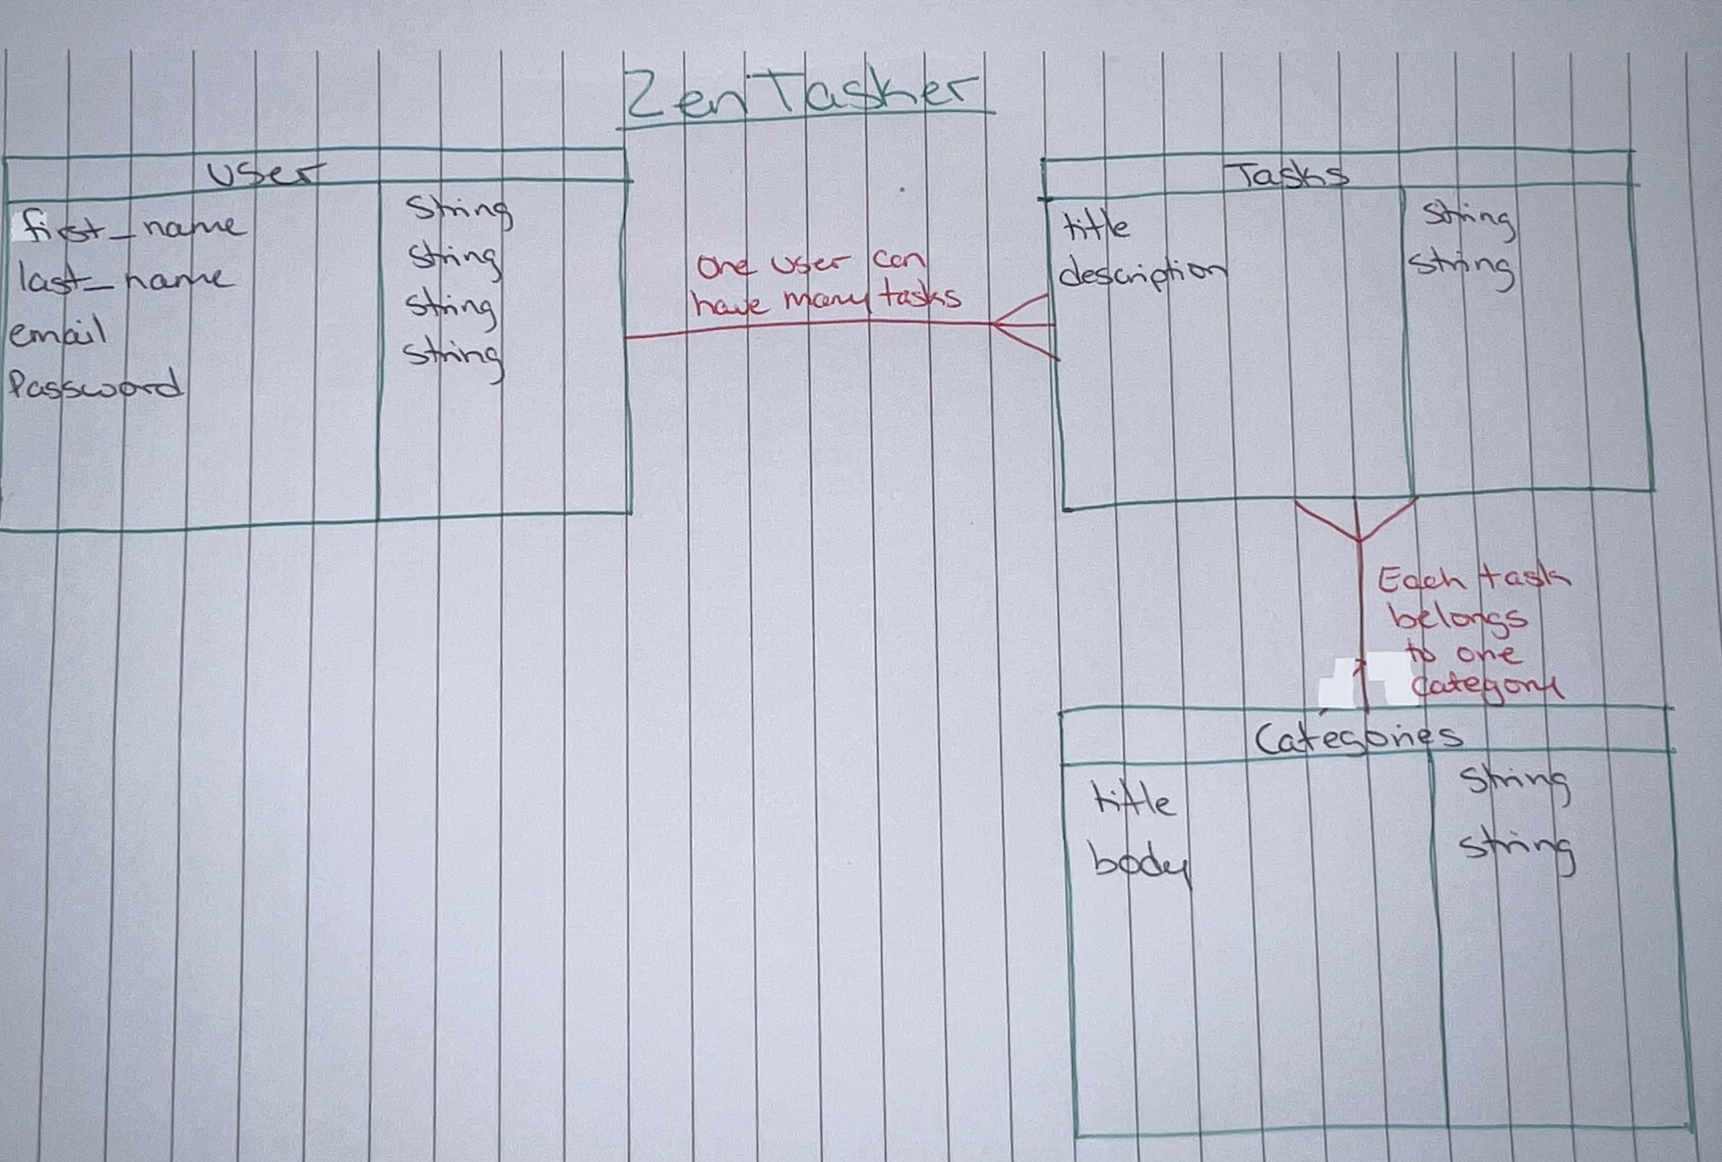 ZenTasker
User
first_name String
last_name string
email string
Password string
One user can
have many tasks
Tasks
title string
description string
Each task
belongs
to one
category
Categories
title string
body string